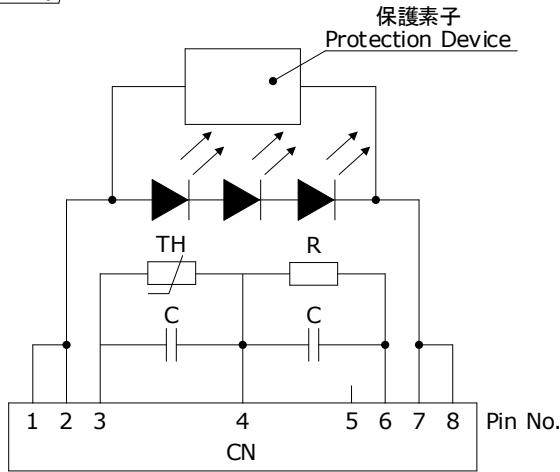 保護素子
Protection Device
TH
R
C
C
1 2 3 4 5 6 7 8 Pin No.
CN